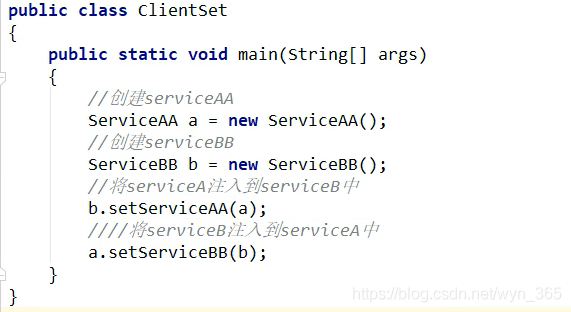 public class ClientSet
{
public static void main(String[] args)
{
//创建serviceAA
ServiceAA a = new ServiceAA();
//创建serviceBB
ServiceBB b = new ServiceBB();
//将serviceA注入到serviceB中
b.setServiceAA(a);
////将serviceB注入到serviceA中
a.setServiceBB(b);
}
}
https://blog.csdn.net/wyn_365